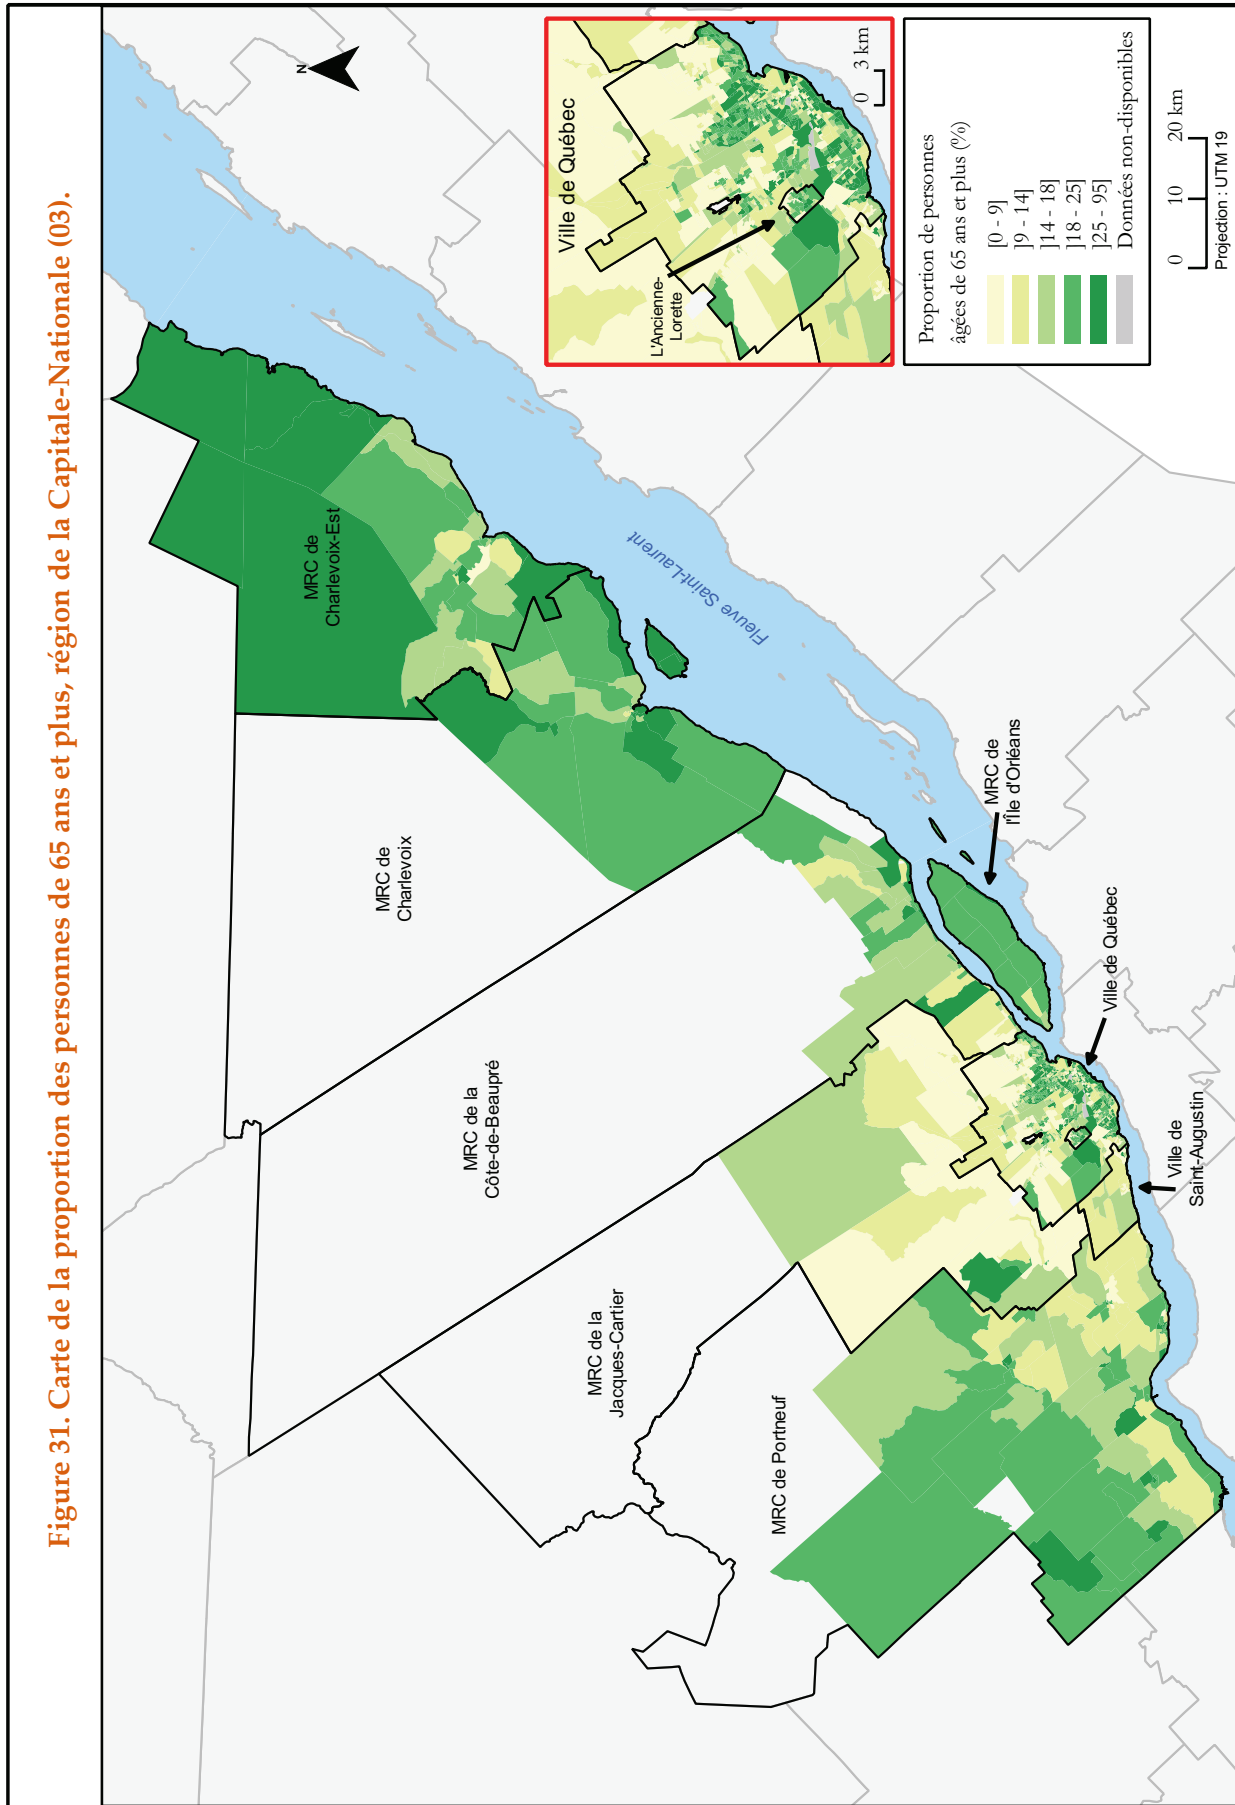 Figure 31. Carte de la proportion des personnes de 65 ans et plus, région de la Capitale-Nationale (03).
N
MRC de
Charlevoix-Est
MRC de
Charlevoix
MRC de la
Côte-de-Beaupré
MRC de la
Jacques-Cartier
MRC de Portneuf
Fleuve Saint-Laurent
MRC de
l'Île d'Orléans
Ville de Québec
Ville de
Saint-Augustin
Ville de Québec
L'Ancienne-
Lorette
0 3 km
Proportion de personnes
âgées de 65 ans et plus (%)
[0 - 9]
]9 - 14]
]14 - 18]
]18 - 25]
]25 - 95]
Données non-disponibles
0 10 20 km
Projection : UTM 19